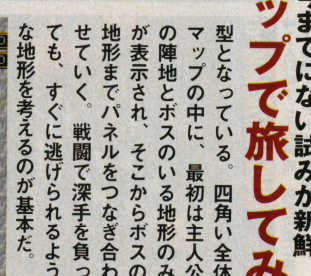 今までにない試みが新鮮
ップで旅してみ
型となっている。四角い全体
マップの中に、最初は主人公
の陣地とボスのいる地形のみ
が表示され、そこからボスの
地形までパネルをつなぎ合わ
せていく。戦闘で深手を負っ
ても、すぐに逃げられるよう
な地形を考えるのが基本だ。